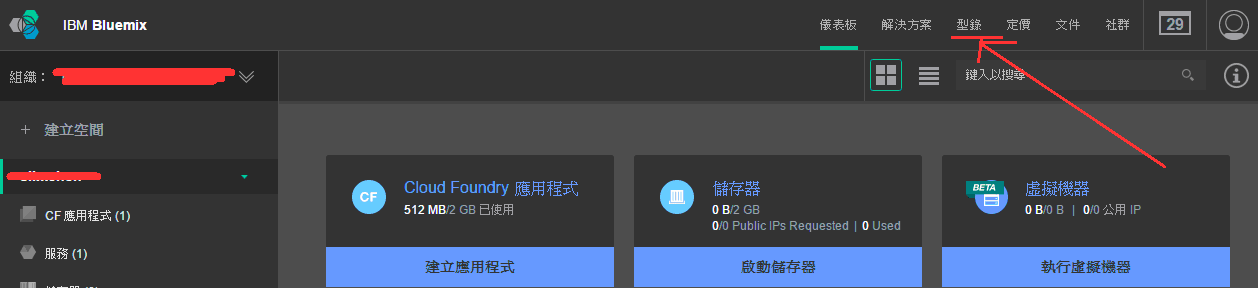 IBM Bluemix
儀表板 解決方案 型錄 定價 文件 社群 29
組織：
鍵入以搜尋
+ 建立空間
CF 應用程式 (1)
服務 (1)
CF Cloud Foundry 應用程式
512 MB/2 GB 已使用
建立應用程式
儲存器
0 B/2 GB
0/0 Public IPs Requested | 0 Used
啟動儲存器
BETA 虛擬機器
0 B/0 B | 0/0 公用 IP
執行虛擬機器